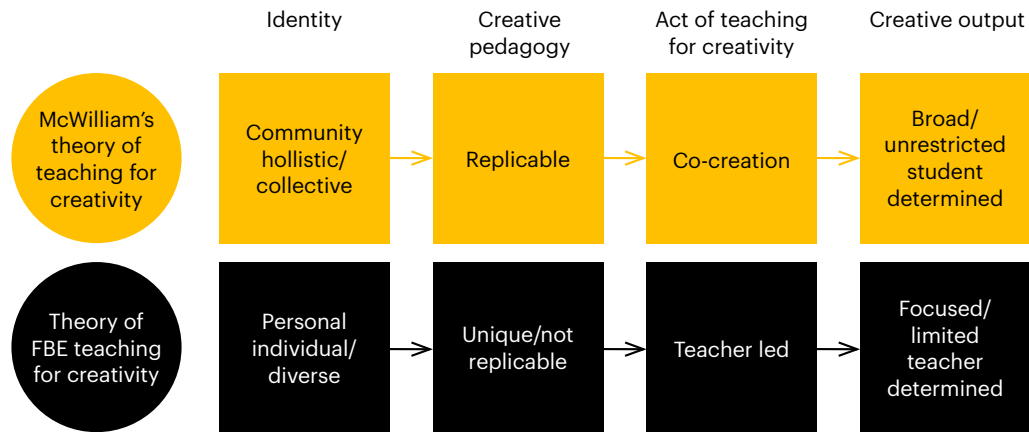 Identity
Creative
pedagogy
Act of teaching
for creativity
Creative output
McWilliam's
theory of
teaching for
creativity
Community
hollistic/
collective
Replicable
Co-creation
Broad/
unrestricted
student
determined
Theory of
FBE teaching
for creativity
Personal
individual/
diverse
Unique/not
replicable
Teacher led
Focused/
limited
teacher
determined